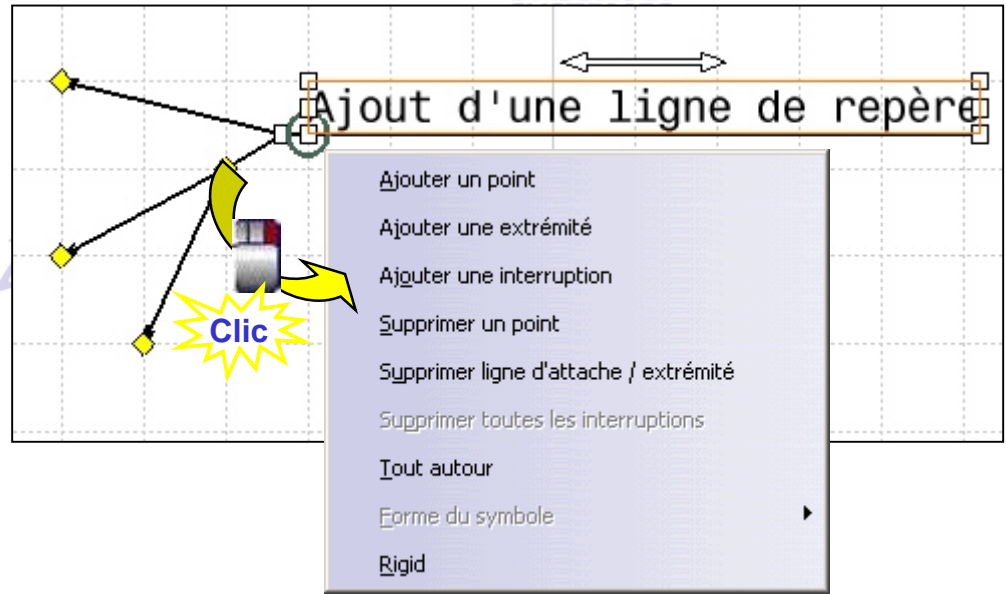 Ajout d'une ligne de repère
Ajouter un point
Ajouter une extrémité
Ajouter une interruption
Supprimer un point
Supprimer ligne d'attache / extrémité
Supprimer toutes les interruptions
Tout autour
Forme du symbole
Rigid
Clic